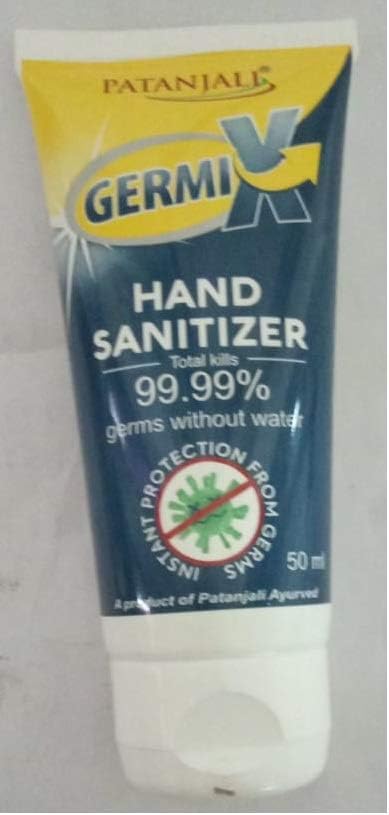 PATANJALI
GERMI X
HAND
SANITIZER
Total kills
99.99%
germs without water
INSTANT PROTECTION FROM GERMS
50 ml
A product of Patanjali Ayurved